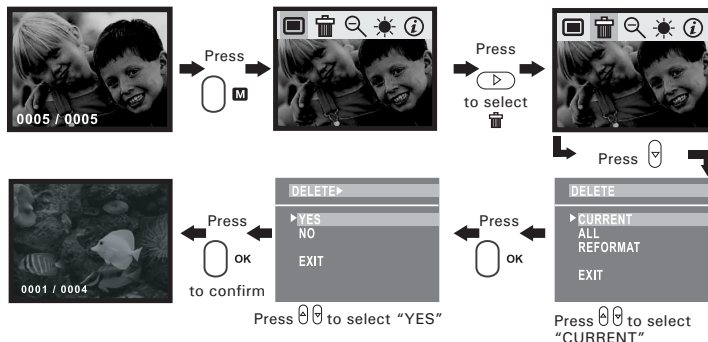 0005 / 0005
Press
M
Press
to select
Press
DELETE
CURRENT
ALL
REFORMAT
EXIT
Press to select
“CURRENT”
Press
OK
DELETE
YES
NO
EXIT
Press to select “YES”
Press
OK
to confirm
0001 / 0004